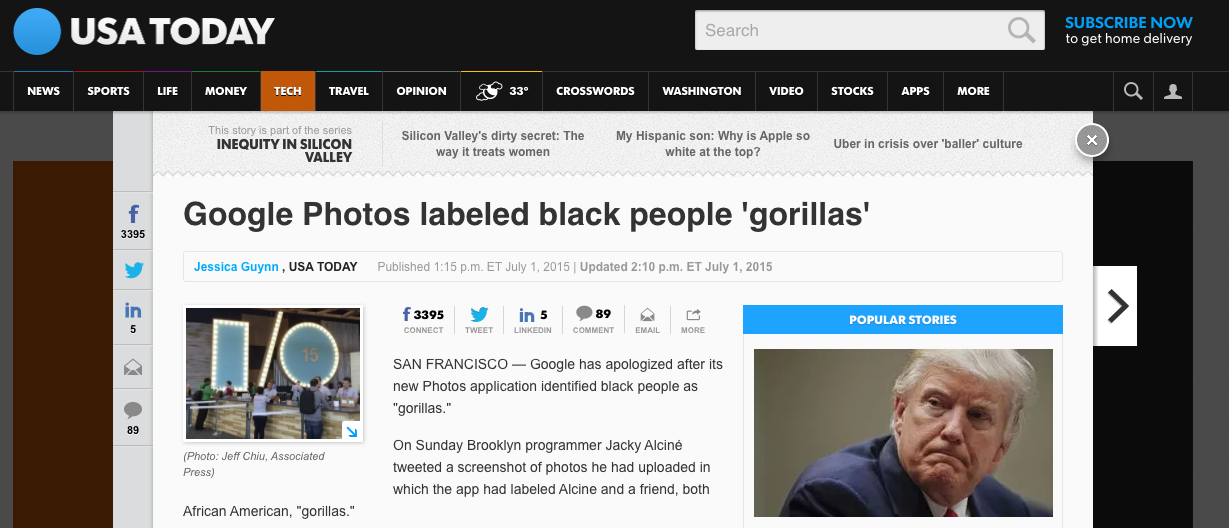 USA TODAY
Search
SUBSCRIBE NOW
to get home delivery
NEWS SPORTS LIFE MONEY TECH TRAVEL OPINION 33° CROSSWORDS WASHINGTON VIDEO STOCKS APPS MORE
This story is part of the series
INEQUITY IN SILICON
VALLEY
Silicon Valley's dirty secret: The
way it treats women
My Hispanic son: Why is Apple so
white at the top?
Uber in crisis over 'baller' culture
f
3395
in
5
89
Google Photos labeled black people 'gorillas'
Jessica Guynn , USA TODAY Published 1:15 p.m. ET July 1, 2015 | Updated 2:10 p.m. ET July 1, 2015
I/O
15
(Photo: Jeff Chiu, Associated
Press)
f 3395 in 5 89
CONNECT TWEET LINKEDIN COMMENT EMAIL MORE
SAN FRANCISCO — Google has apologized after its
new Photos application identified black people as
"gorillas."
On Sunday Brooklyn programmer Jacky Alciné
tweeted a screenshot of photos he had uploaded in
which the app had labeled Alcine and a friend, both
African American, "gorillas."
POPULAR STORIES